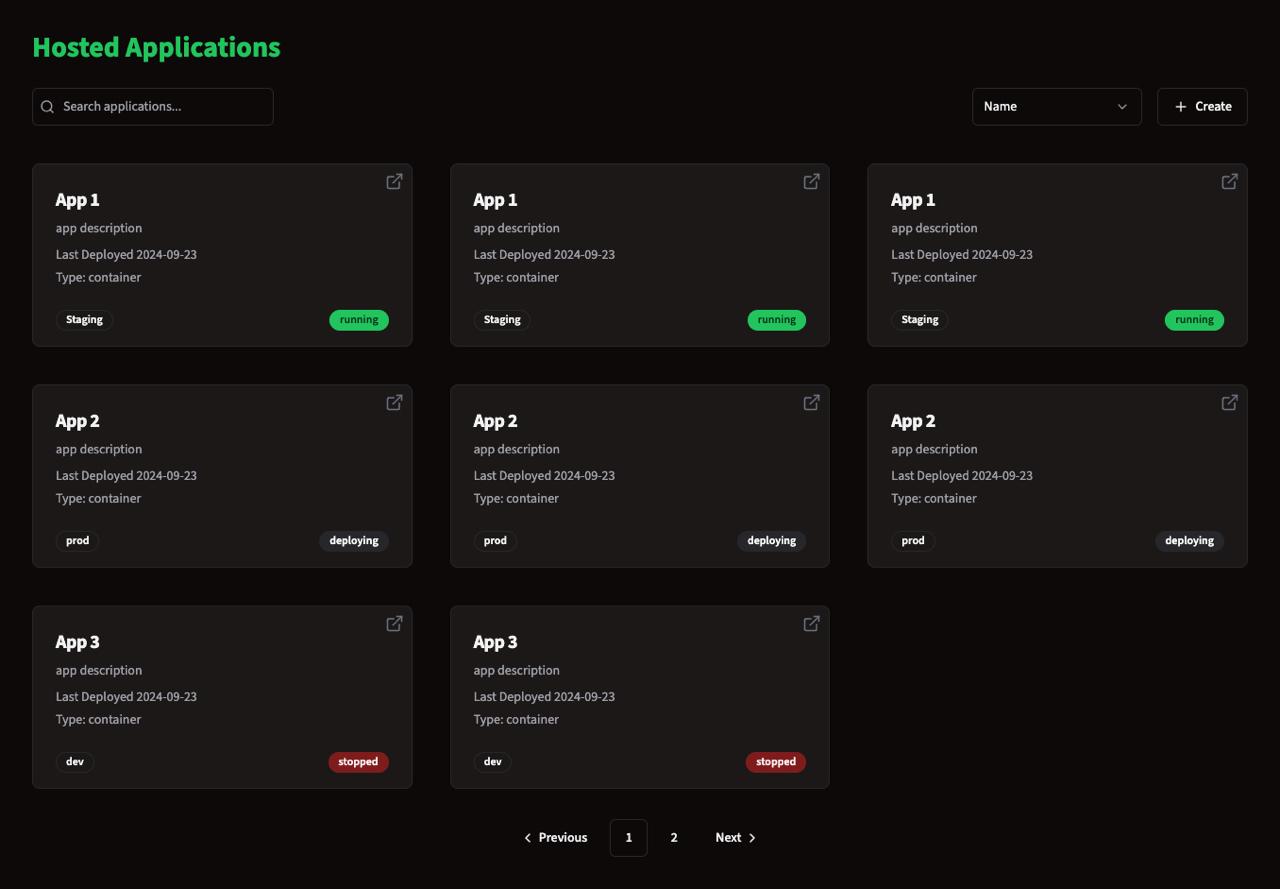 Hosted Applications
Search applications...
Name
Create
App 1
app description
Last Deployed 2024-09-23
Type: container
Staging
running
App 1
app description
Last Deployed 2024-09-23
Type: container
Staging
running
App 1
app description
Last Deployed 2024-09-23
Type: container
Staging
running
App 2
app description
Last Deployed 2024-09-23
Type: container
prod
deploying
App 2
app description
Last Deployed 2024-09-23
Type: container
prod
deploying
App 2
app description
Last Deployed 2024-09-23
Type: container
prod
deploying
App 3
app description
Last Deployed 2024-09-23
Type: container
dev
stopped
App 3
app description
Last Deployed 2024-09-23
Type: container
dev
stopped
Previous 1 2 Next